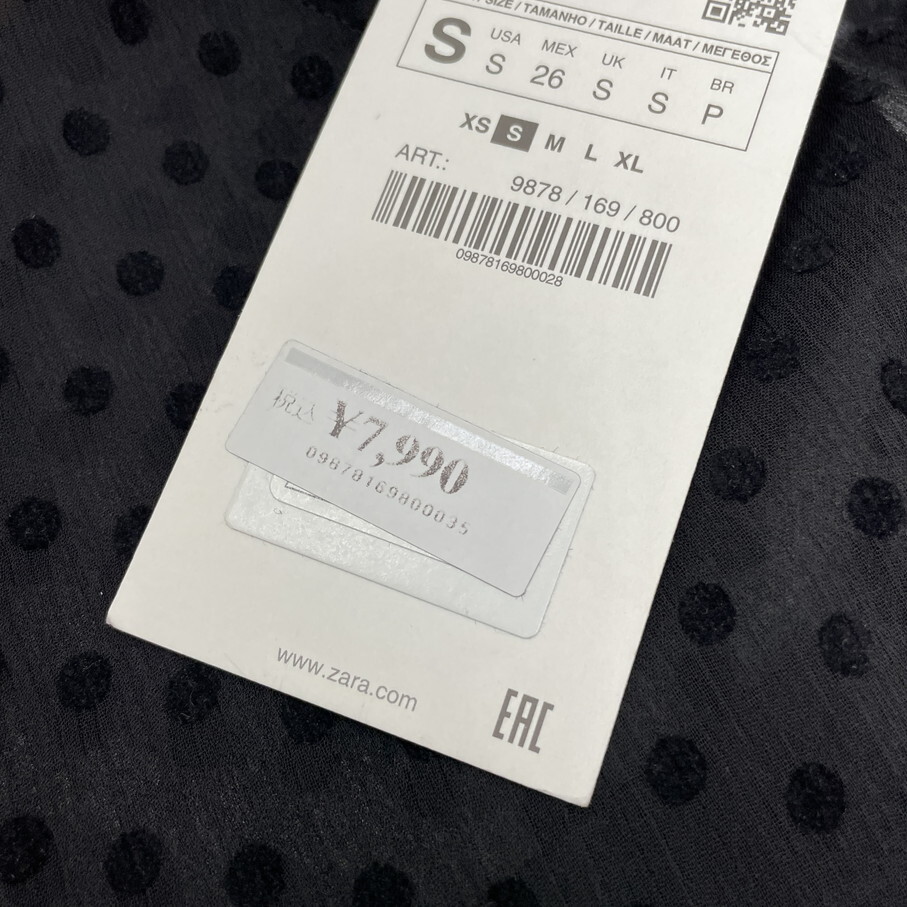 SIZE / TAMANHO / TAILLE / MAAT / ΜΕΓΕΘΟΣ
S
USA MEX UK IT BR
S 26 S S P
XS S M L XL
ART.:
9878 / 169 / 800
09878169800028
税込 ¥7,990
09878169800035
www.zara.com
EAC